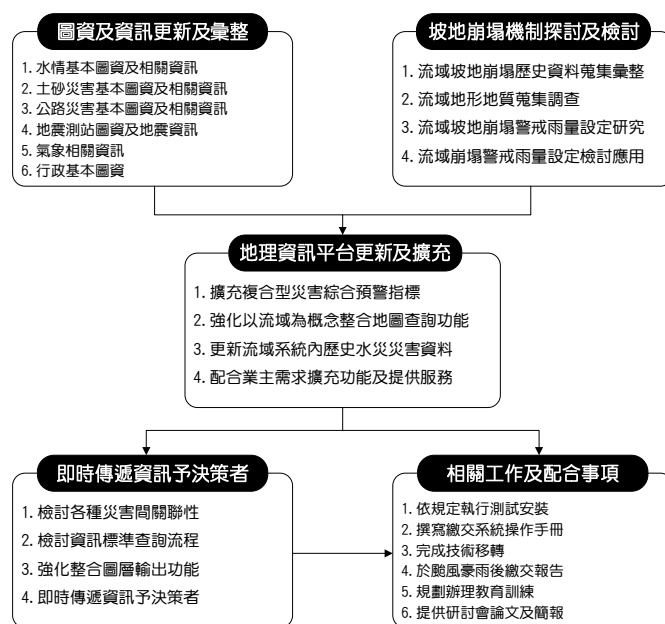 圖資及資訊更新及彙整
1. 水情基本圖資及相關資訊
2. 土砂災害基本圖資及相關資訊
3. 公路災害基本圖資及相關資訊
4. 地震測站圖資及地震資訊
5. 氣象相關資訊
6. 行政基本圖資
坡地崩塌機制探討及檢討
1. 流域坡地崩塌歷史資料蒐集彙整
2. 流域地形地質蒐集調查
3. 流域坡地崩塌警戒雨量設定研究
4. 流域崩塌警戒雨量設定檢討應用
地理資訊平台更新及擴充
1. 擴充複合型災害綜合預警指標
2. 強化以流域為概念整合地圖查詢功能
3. 更新流域系統內歷史水災災害資料
4. 配合業主需求擴充功能及提供服務
即時傳遞資訊予決策者
1. 檢討各種災害間關聯性
2. 檢討資訊標準查詢流程
3. 強化整合圖層輸出功能
4. 即時傳遞資訊予決策者
相關工作及配合事項
1. 依規定執行測試安裝
2. 撰寫繳交系統操作手冊
3. 完成技術移轉
4. 於颱風豪雨後繳交報告
5. 規劃辦理教育訓練
6. 提供研討會論文及簡報